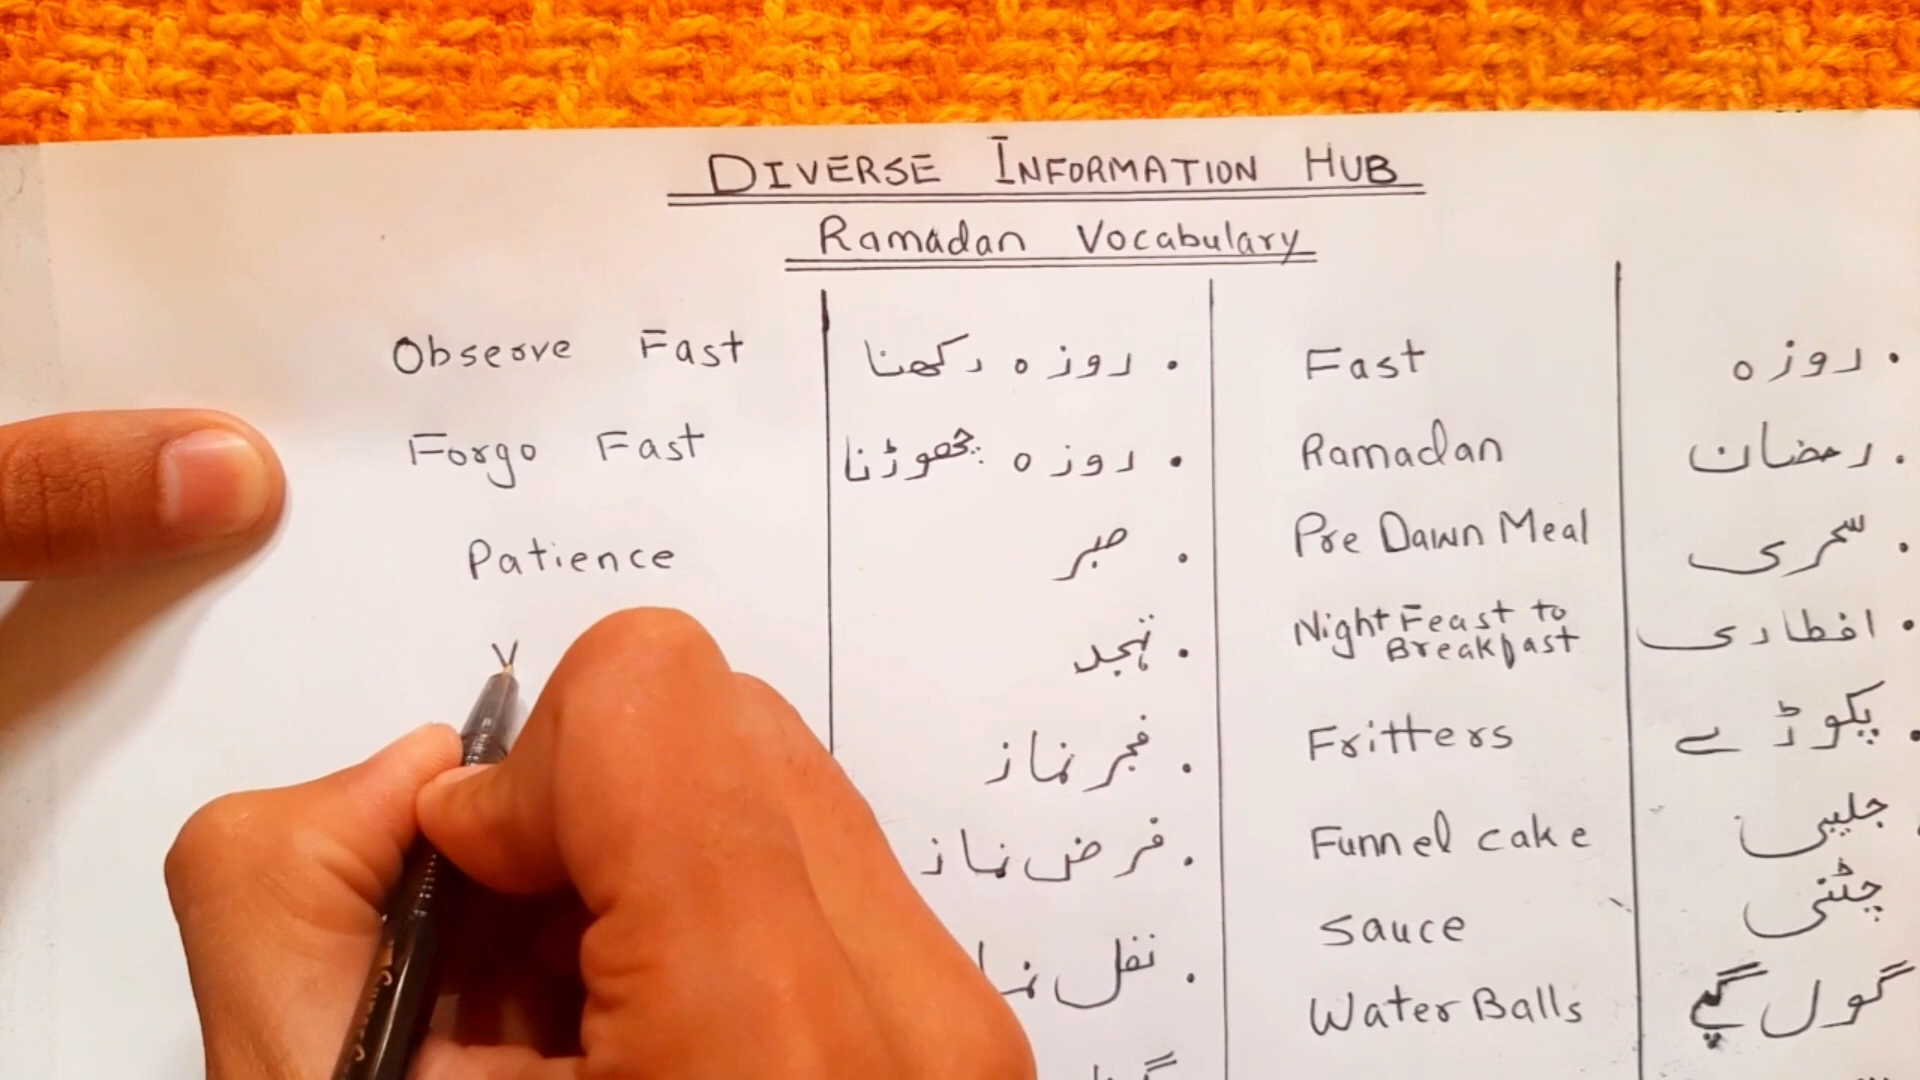 DIVERSE INFORMATION HUB
Ramadan Vocabulary
Observe Fast روزہ رکھنا . Fast روزہ .
Forgo Fast روزہ چھوڑنا . Ramadan رمضان .
Patience صبر . Pre Dawn Meal سحری .
V تہجد . Night Feast to Breakfast افطاری .
فجر نماز . Fritters پکوڑے .
فرض نماز . Funnel cake جلیبی .
Sauce چٹنی
نفل . Water Balls گول گپے